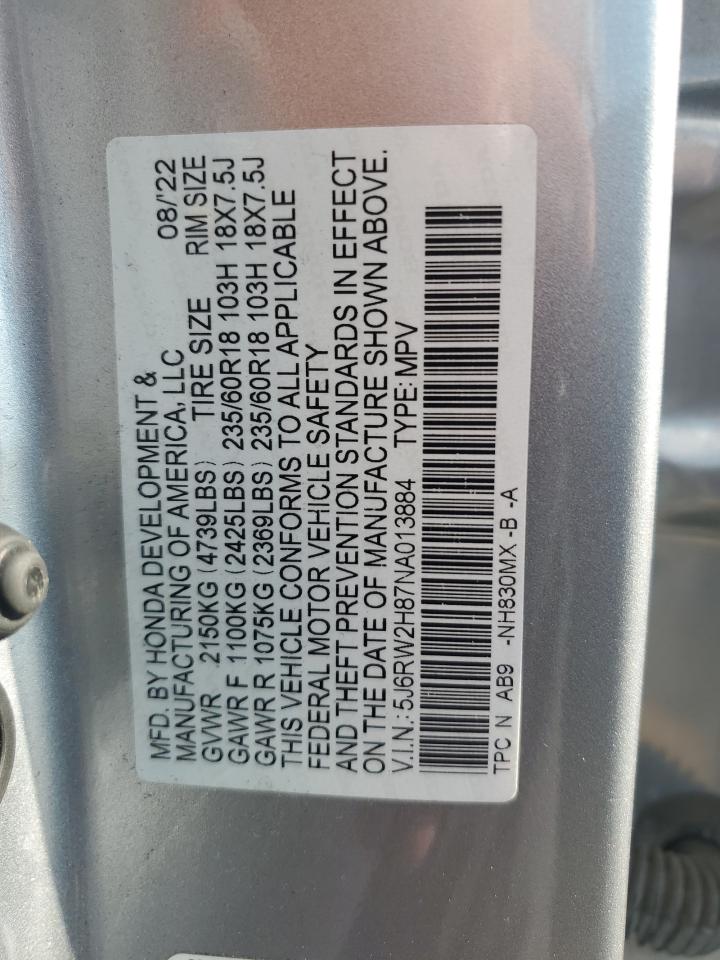 MFD. BY HONDA DEVELOPMENT & 08/'22
MANUFACTURING OF AMERICA, LLC
GVWR 2150KG (4739LBS) TIRE SIZE RIM SIZE
GAWR F 1100KG (2425LBS) 235/60R18 103H 18X7.5J
GAWR R 1075KG (2369LBS) 235/60R18 103H 18X7.5J
THIS VEHICLE CONFORMS TO ALL APPLICABLE
FEDERAL MOTOR VEHICLE SAFETY
AND THEFT PREVENTION STANDARDS IN EFFECT
ON THE DATE OF MANUFACTURE SHOWN ABOVE.
V.I.N.: 5J6RW2H87NA013884 TYPE: MPV
TPC N AB9 -NH830MX -B -A